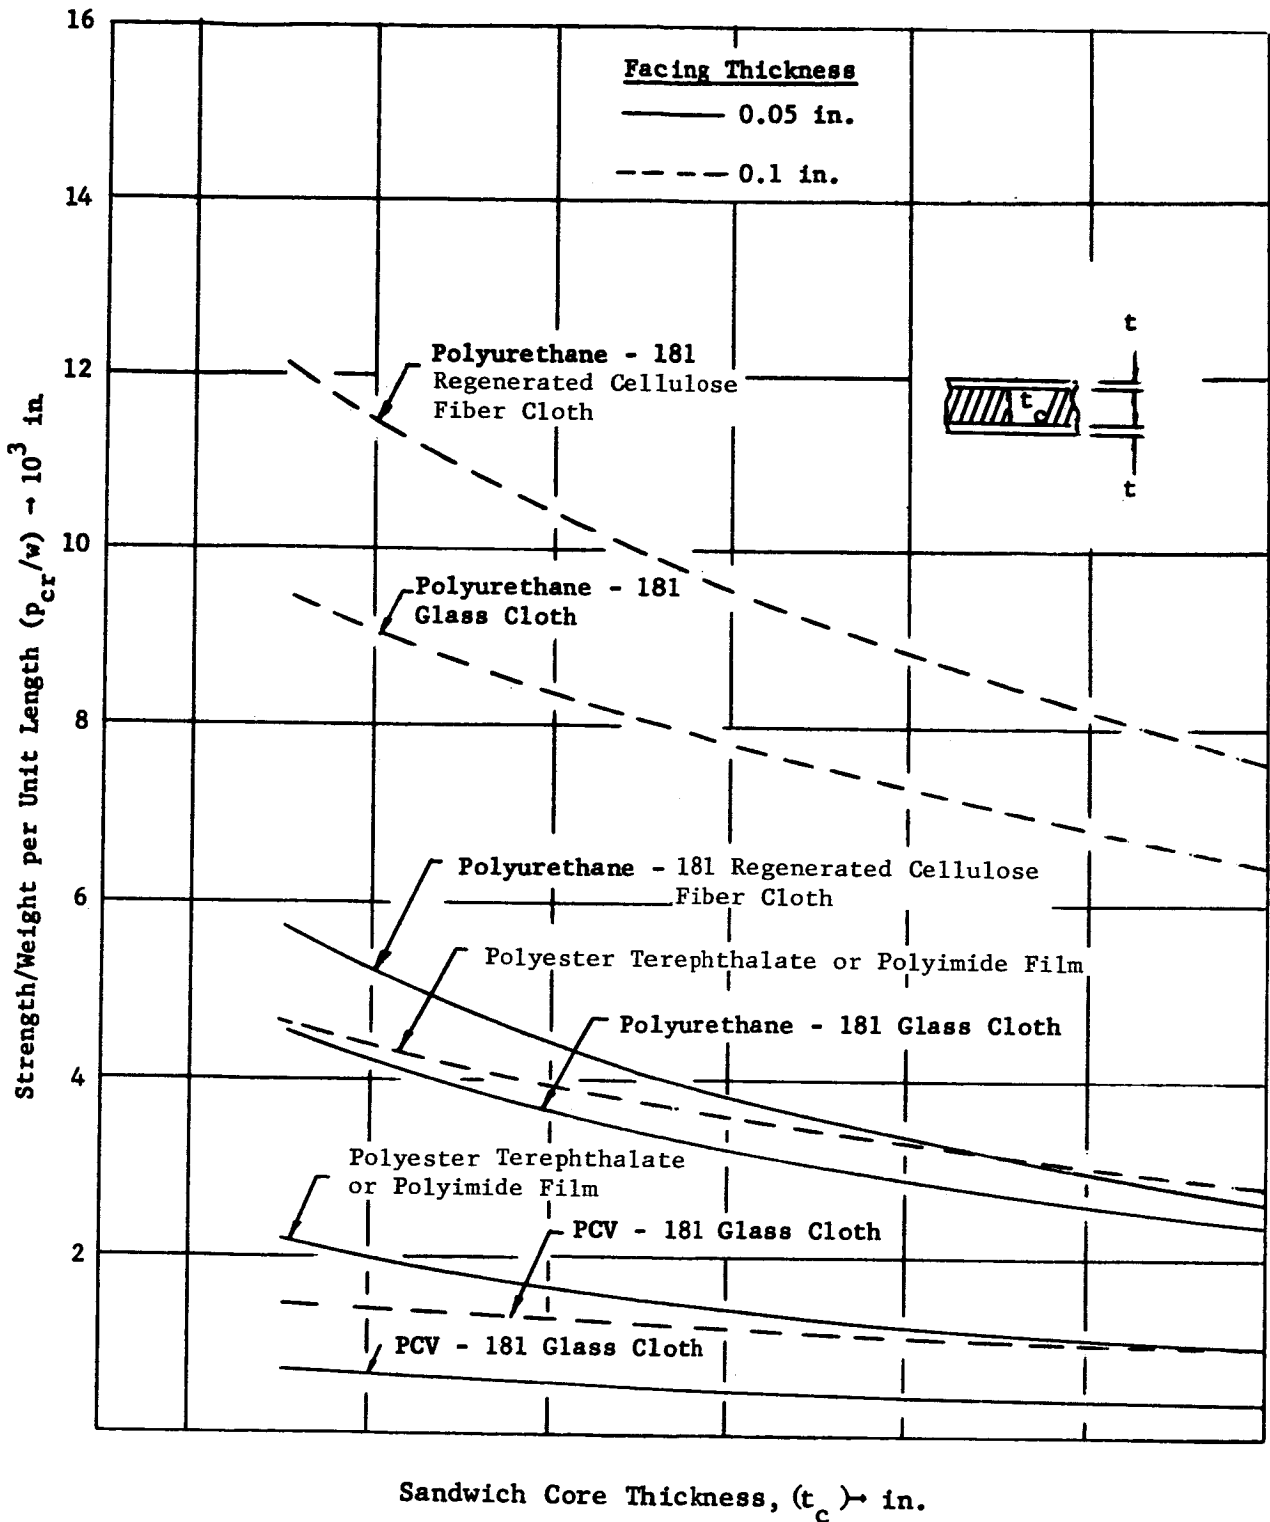 16
Facing Thickness
0.05 in.
0.1 in.
14
t
12
Polyurethane - 181
Regenerated Cellulose
Fiber Cloth
t c
t
10
Polyurethane - 181
Glass Cloth
8
Polyurethane - 181 Regenerated Cellulose
Fiber Cloth
6
Polyester Terephthalate or Polyimide Film
Polyurethane - 181 Glass Cloth
4
Polyester Terephthalate
or Polyimide Film
PCV - 181 Glass Cloth
2
PCV - 181 Glass Cloth
Strength/Weight per Unit Length (pcr/w) → 10³ in.
Sandwich Core Thickness, (tc) → in.